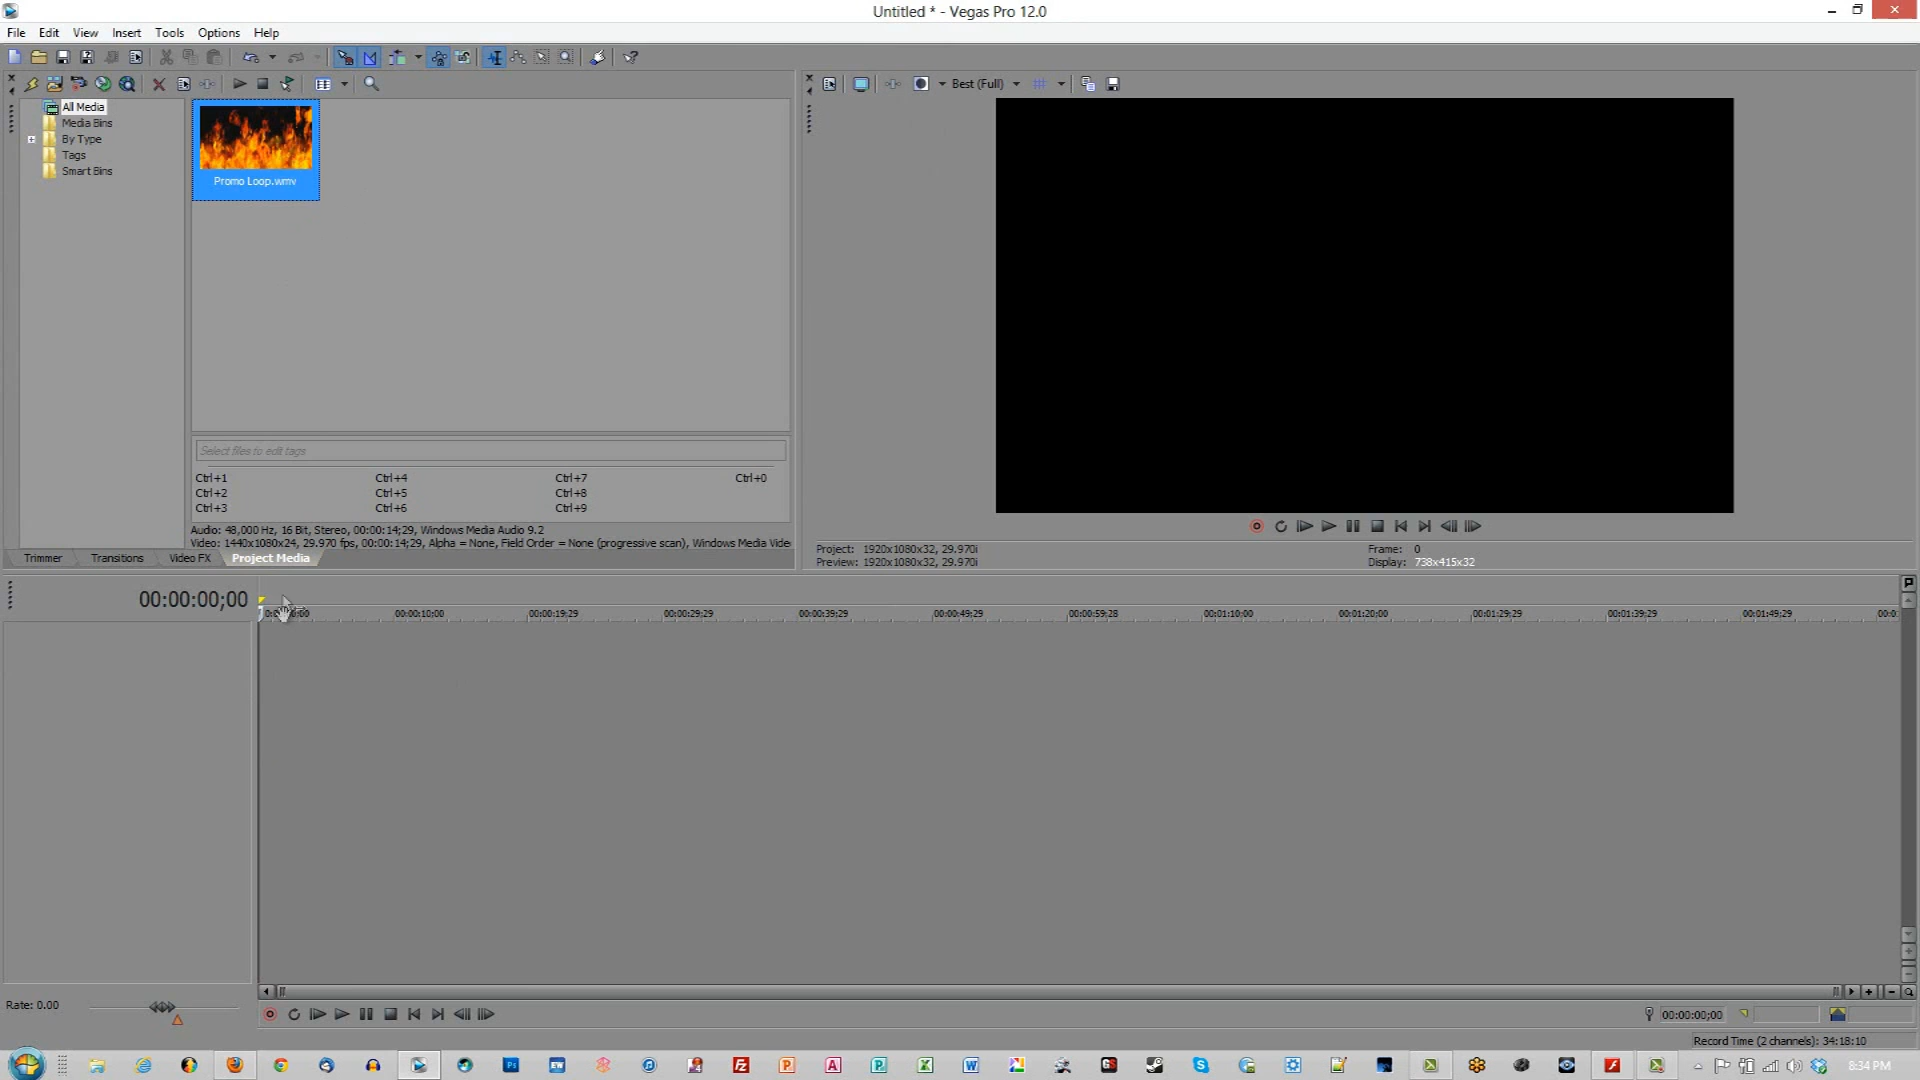 Untitled * - Vegas Pro 12.0
File Edit View Insert Tools Options Help
Best (Full)
All Media
Media Bins
By Type
Tags
Smart Bins
Promo Loop.wmv
Select files to edit tags
Ctrl+1 Ctrl+4 Ctrl+7 Ctrl+0
Ctrl+2 Ctrl+5 Ctrl+8
Ctrl+3 Ctrl+6 Ctrl+9
Audio: 48,000 Hz, 16 Bit, Stereo, 00:00:14;29, Windows Media Audio 9.2
Video: 1440x1080x24, 29.970 fps, 00:00:14;29, Alpha = None, Field Order = None (progressive scan), Windows Media Vide
Trimmer Transitions Video FX Project Media
Project: 1920x1080x32, 29.970i
Preview: 1920x1080x32, 29.970i
Frame: 0
Display: 738x415x32
00:00:00;00
00:00:10;00 00:00:19;29 00:00:29;29 00:00:39;29 00:00:49;29 00:00:59;28 00:01:10;00 00:01:20;00 00:01:29;29 00:01:39;29 00:01:49;29 00:0
Rate: 0.00
00:00:00;00
Record Time (2 channels): 34:18:10
8:34 PM